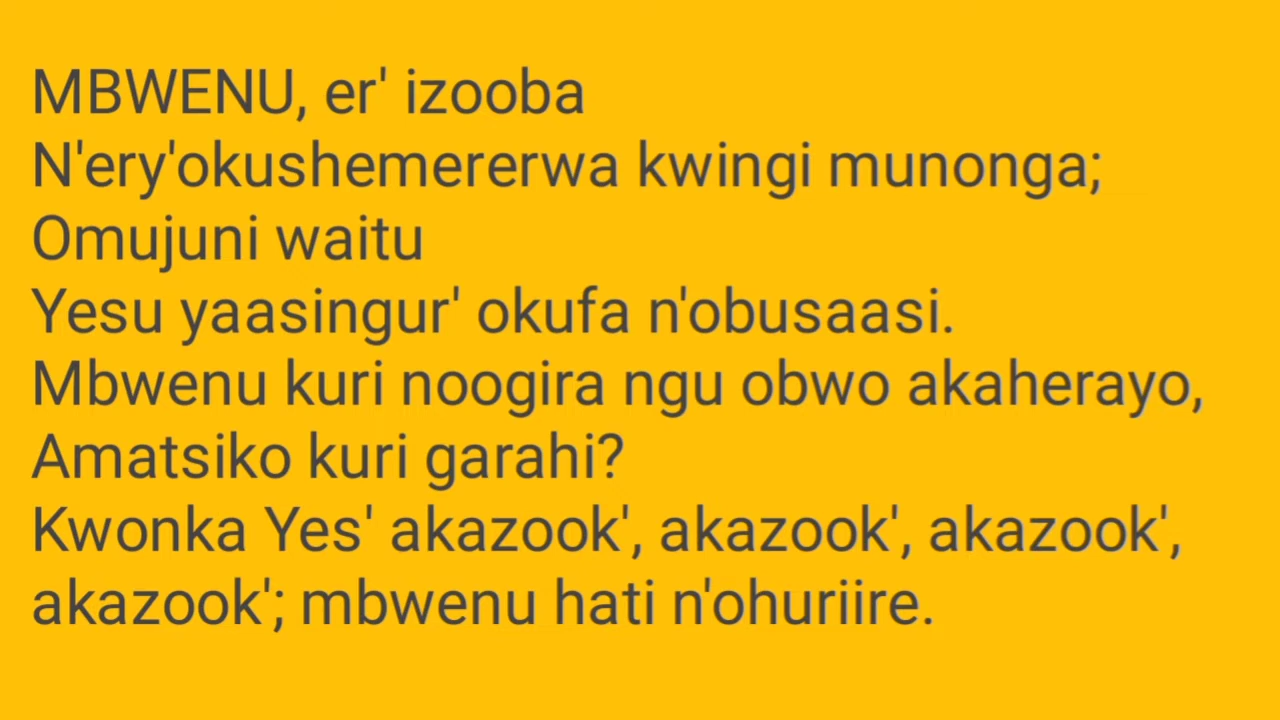 MBWENU, er' izooba
N'ery'okushemererwa kwingi munonga;
Omujuni waitu
Yesu yaasingur' okufa n'obusaasi.
Mbwenu kuri noogira ngu obwo akaherayo,
Amatsiko kuri garahi?
Kwonka Yes' akazook', akazook', akazook',
akazook'; mbwenu hati n'ohuriire.